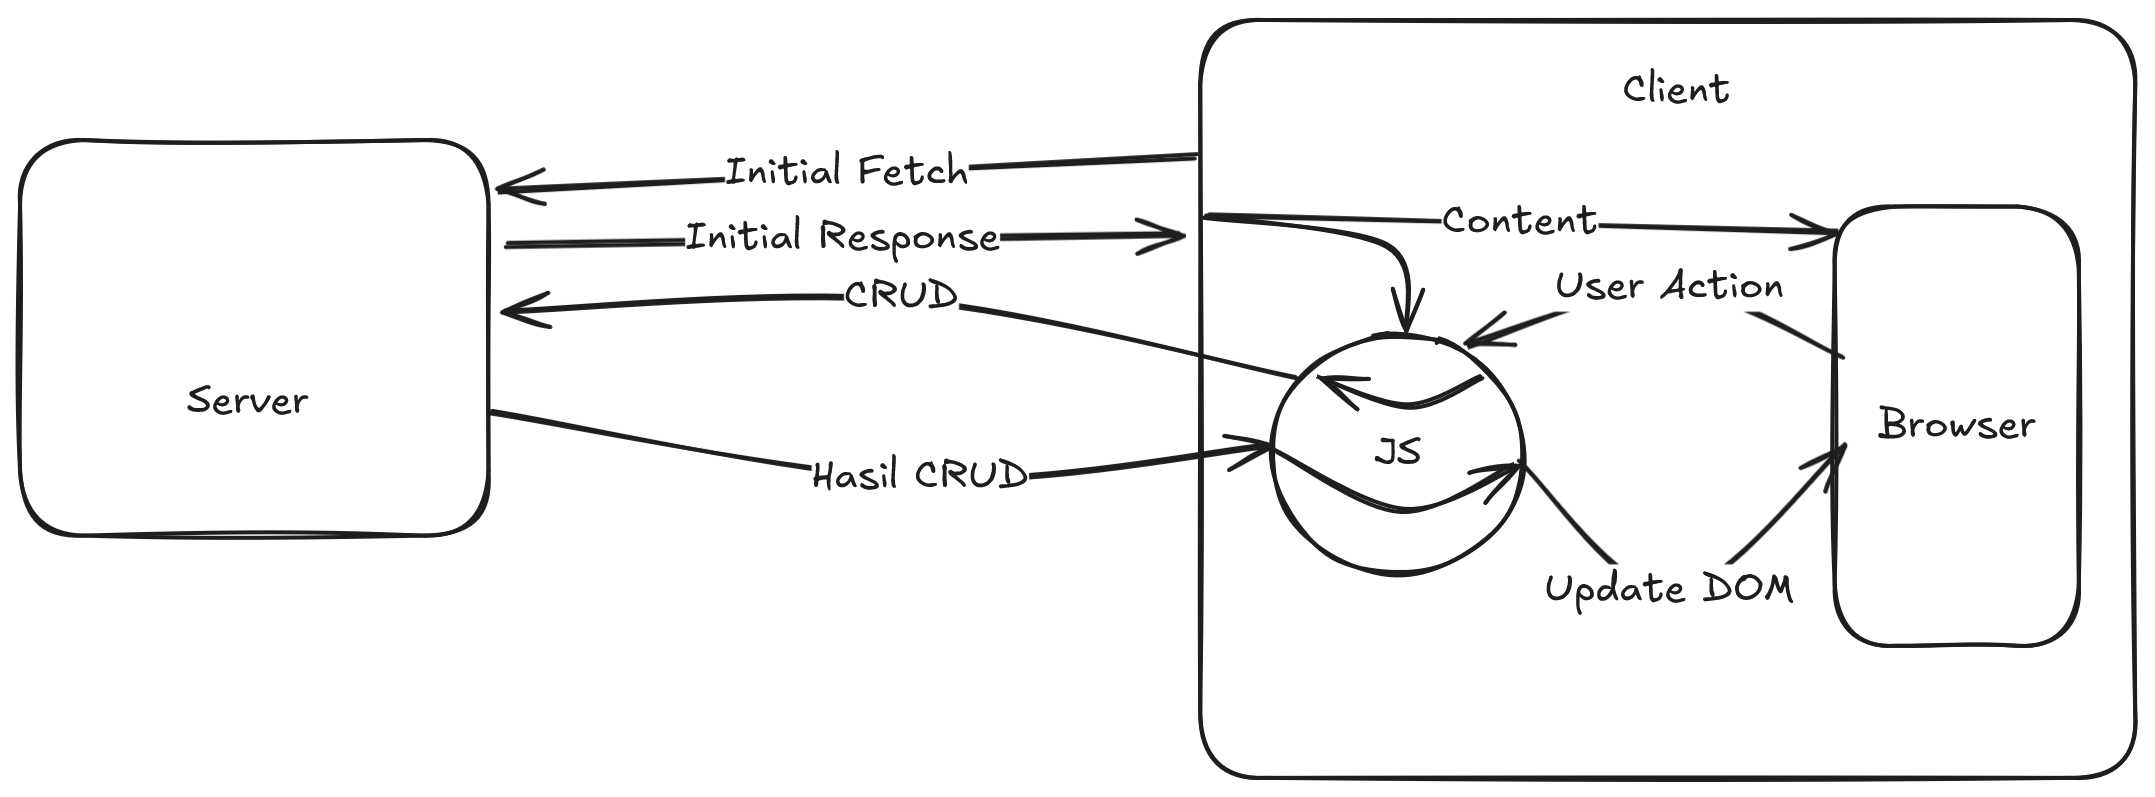 Client
Initial Fetch
Initial Response
Content
CRUD
User Action
Server
Browser
JS
Hasil CRUD
Update DOM